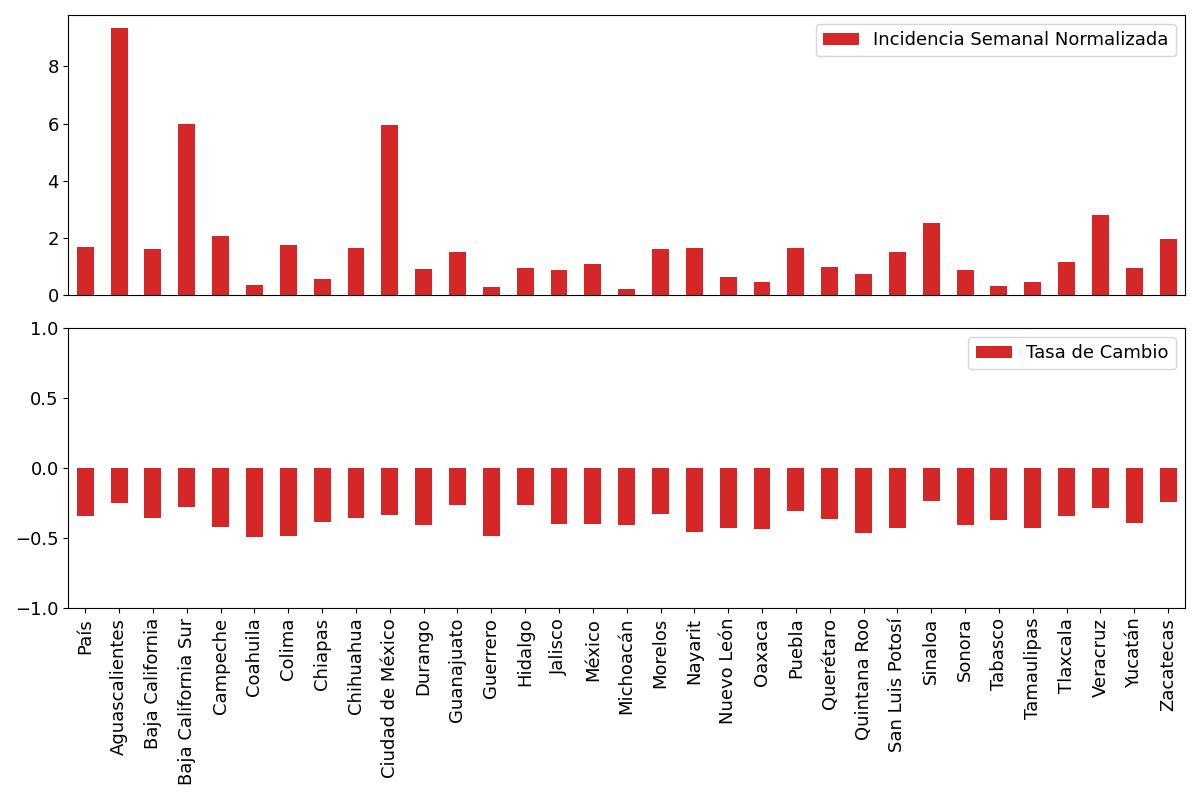 Incidencia Semanal Normalizada
8
6
4
2
0
Tasa de Cambio
1.0
0.5
0.0
−0.5
−1.0
País
Aguascalientes
Baja California
Baja California Sur
Campeche
Coahuila
Colima
Chiapas
Chihuahua
Ciudad de México
Durango
Guanajuato
Guerrero
Hidalgo
Jalisco
México
Michoacán
Morelos
Nayarit
Nuevo León
Oaxaca
Puebla
Querétaro
Quintana Roo
San Luis Potosí
Sinaloa
Sonora
Tabasco
Tamaulipas
Tlaxcala
Veracruz
Yucatán
Zacatecas